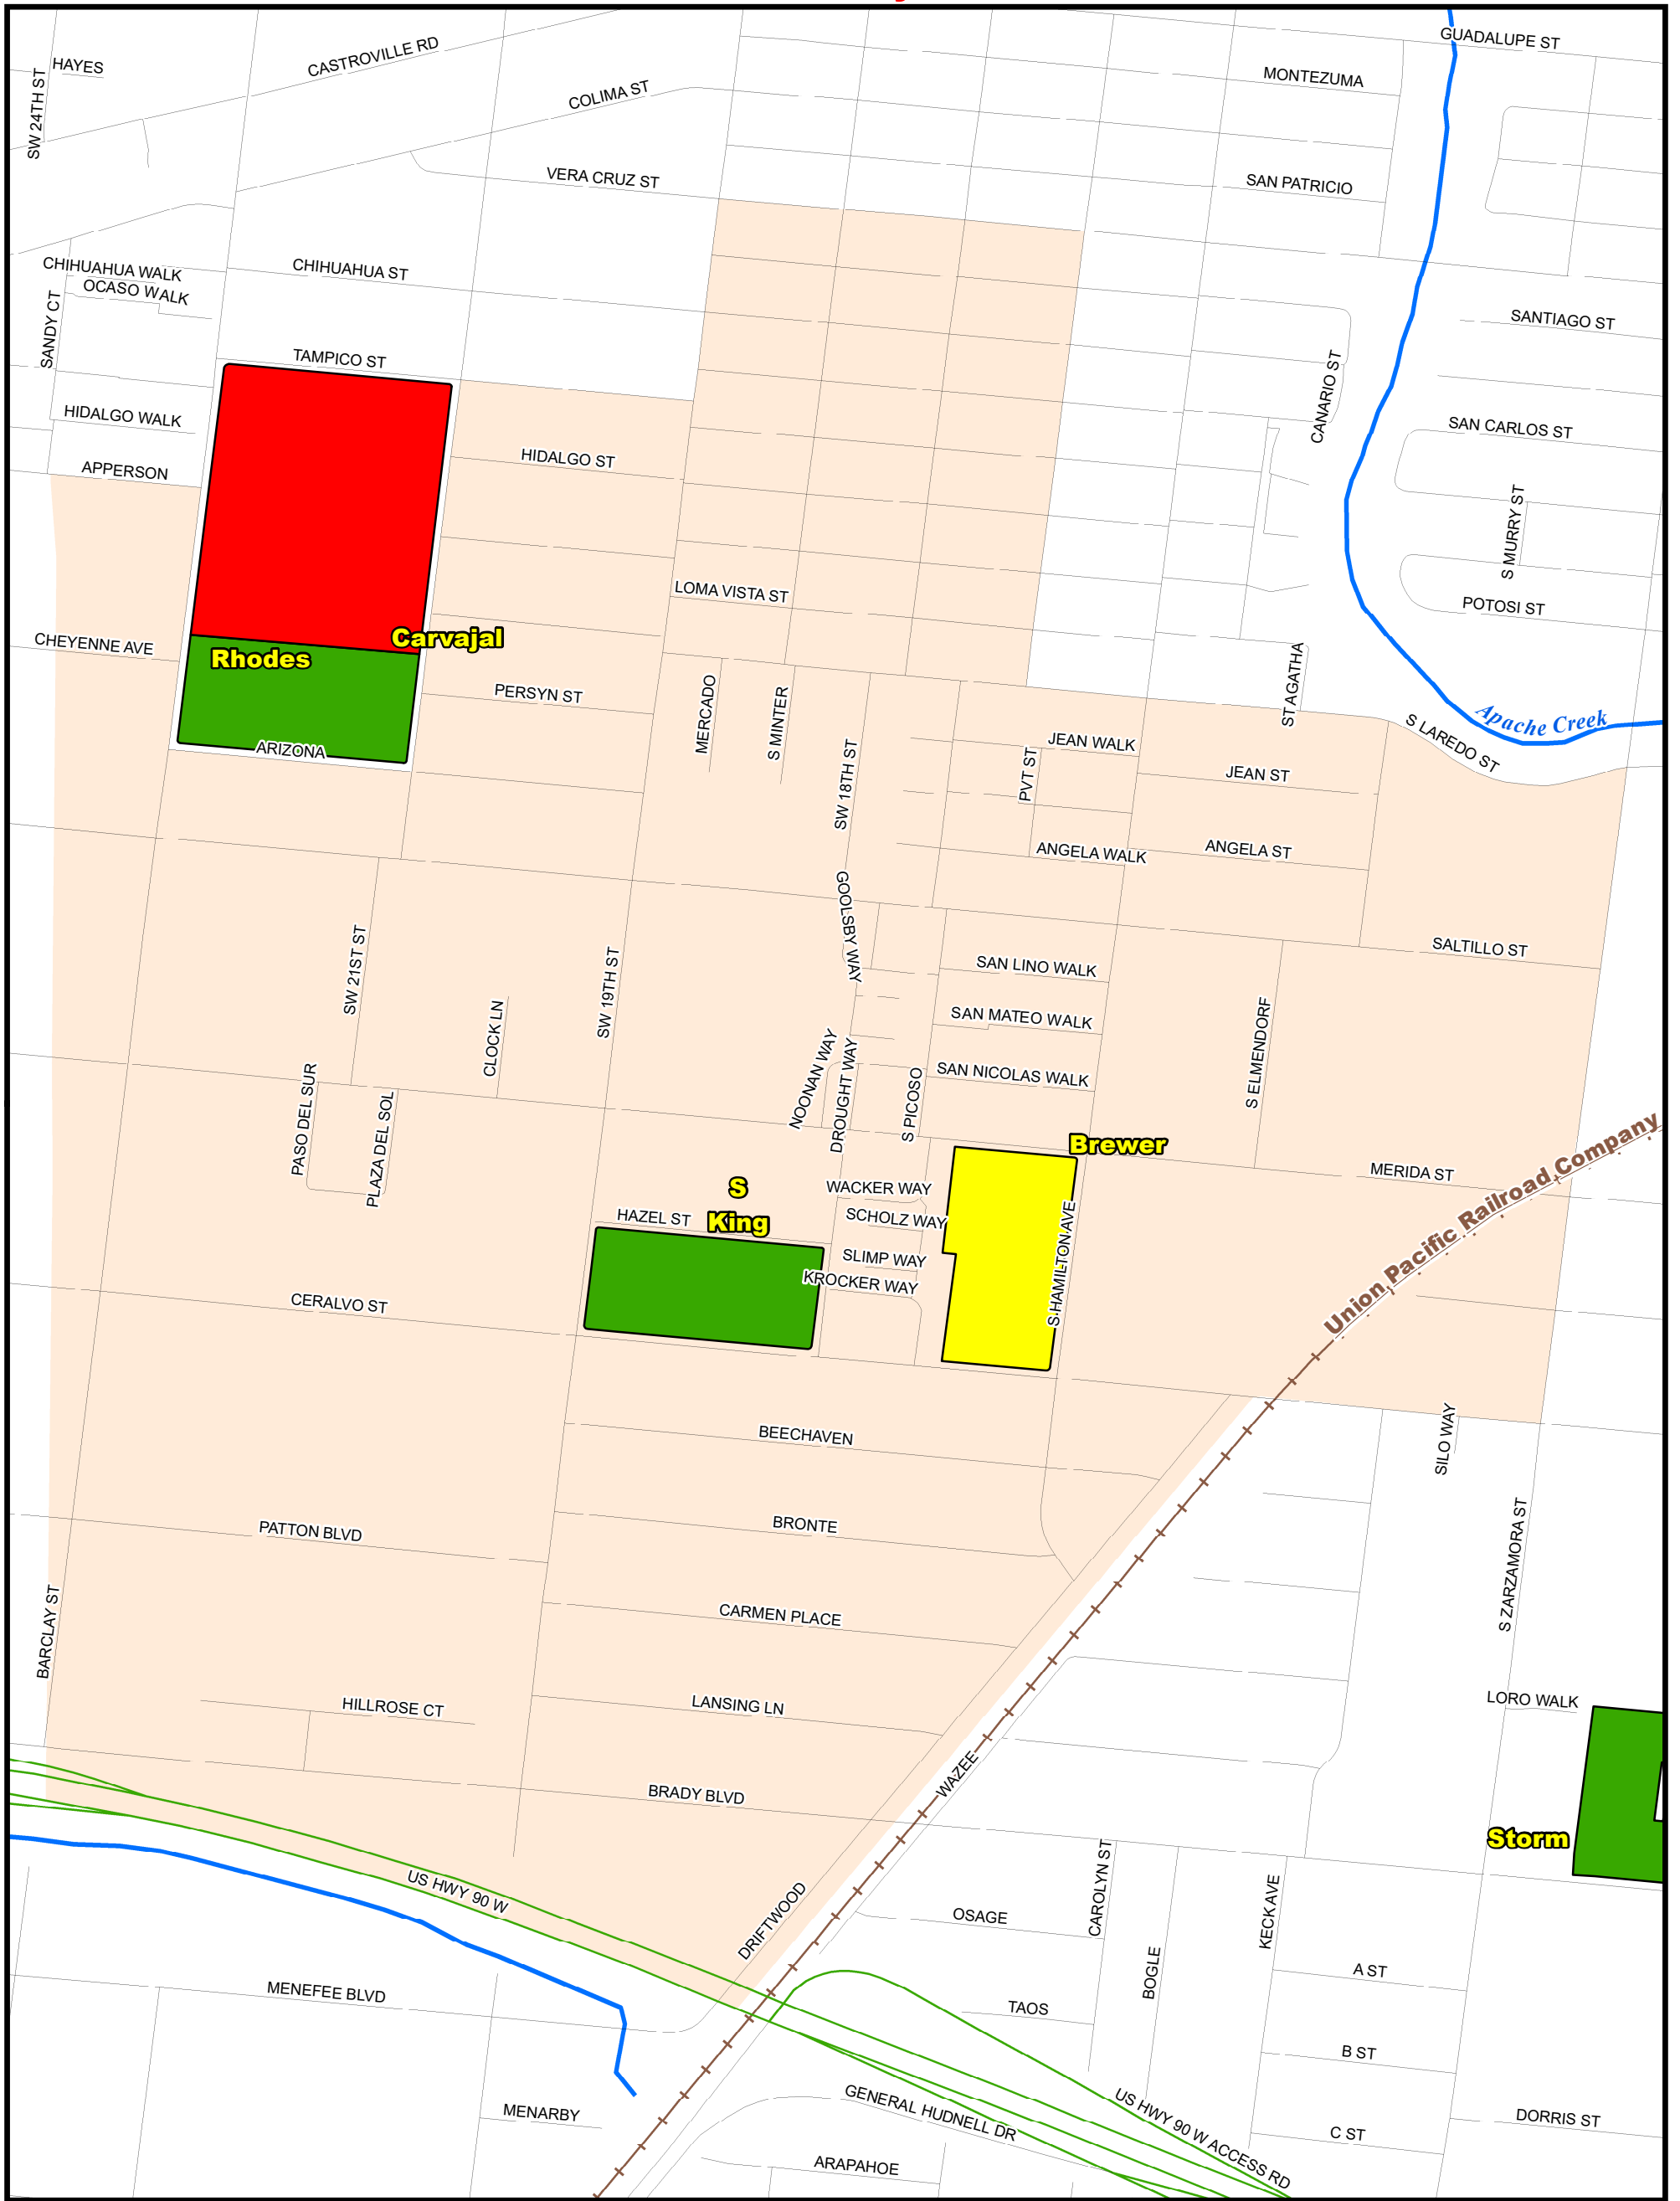 GUADALUPE ST
CASTROVILLE RD
HAYES
MONTEZUMA
COLIMA ST
SW 24TH ST
VERA CRUZ ST
SAN PATRICIO
CHIHUAHUA WALK
CHIHUAHUA ST
OCASO WALK
SANTIAGO ST
SANDY CT
TAMPICO ST
CANARIO ST
HIDALGO WALK
SAN CARLOS ST
HIDALGO ST
APPERSON
S MURRY ST
LOMA VISTA ST
POTOSI ST
CHEYENNE AVE
Carvajal
Rhodes
PERSYN ST
MERCADO
S MINTER
ST AGATHA
Apache Creek
S LAREDO ST
ARIZONA
JEAN WALK
PVT ST
JEAN ST
SW 18TH ST
ANGELA WALK
ANGELA ST
GOOLSBY WAY
SALTILLO ST
SW 21ST ST
SW 19TH ST
SAN LINO WALK
CLOCK LN
SAN MATEO WALK
S ELMENDORF
NOONAN WAY
DROUGHT WAY
SAN NICOLAS WALK
S PICOSO
PASO DEL SUR
PLAZA DEL SOL
Brewer
MERIDA ST
Union Pacific Railroad Company
S
King
WACKER WAY
HAZEL ST
SCHOLZ WAY
S HAMILTON AVE
SLIMP WAY
KROCKER WAY
CERALVO ST
BEECHAVEN
SILO WAY
BRONTE
PATTON BLVD
S ZARZAMORA ST
CARMEN PLACE
BARCLAY ST
HILLROSE CT
LANSING LN
LORO WALK
WAZEE
BRADY BLVD
Storm
US HWY 90 W
DRIFTWOOD
OSAGE
CAROLYN ST
KECK AVE
BOGLE
A ST
MENEFEE BLVD
TAOS
B ST
MENARBY
GENERAL HUDNELL DR
US HWY 90 W ACCESS RD
DORRIS ST
C ST
ARAPAHOE